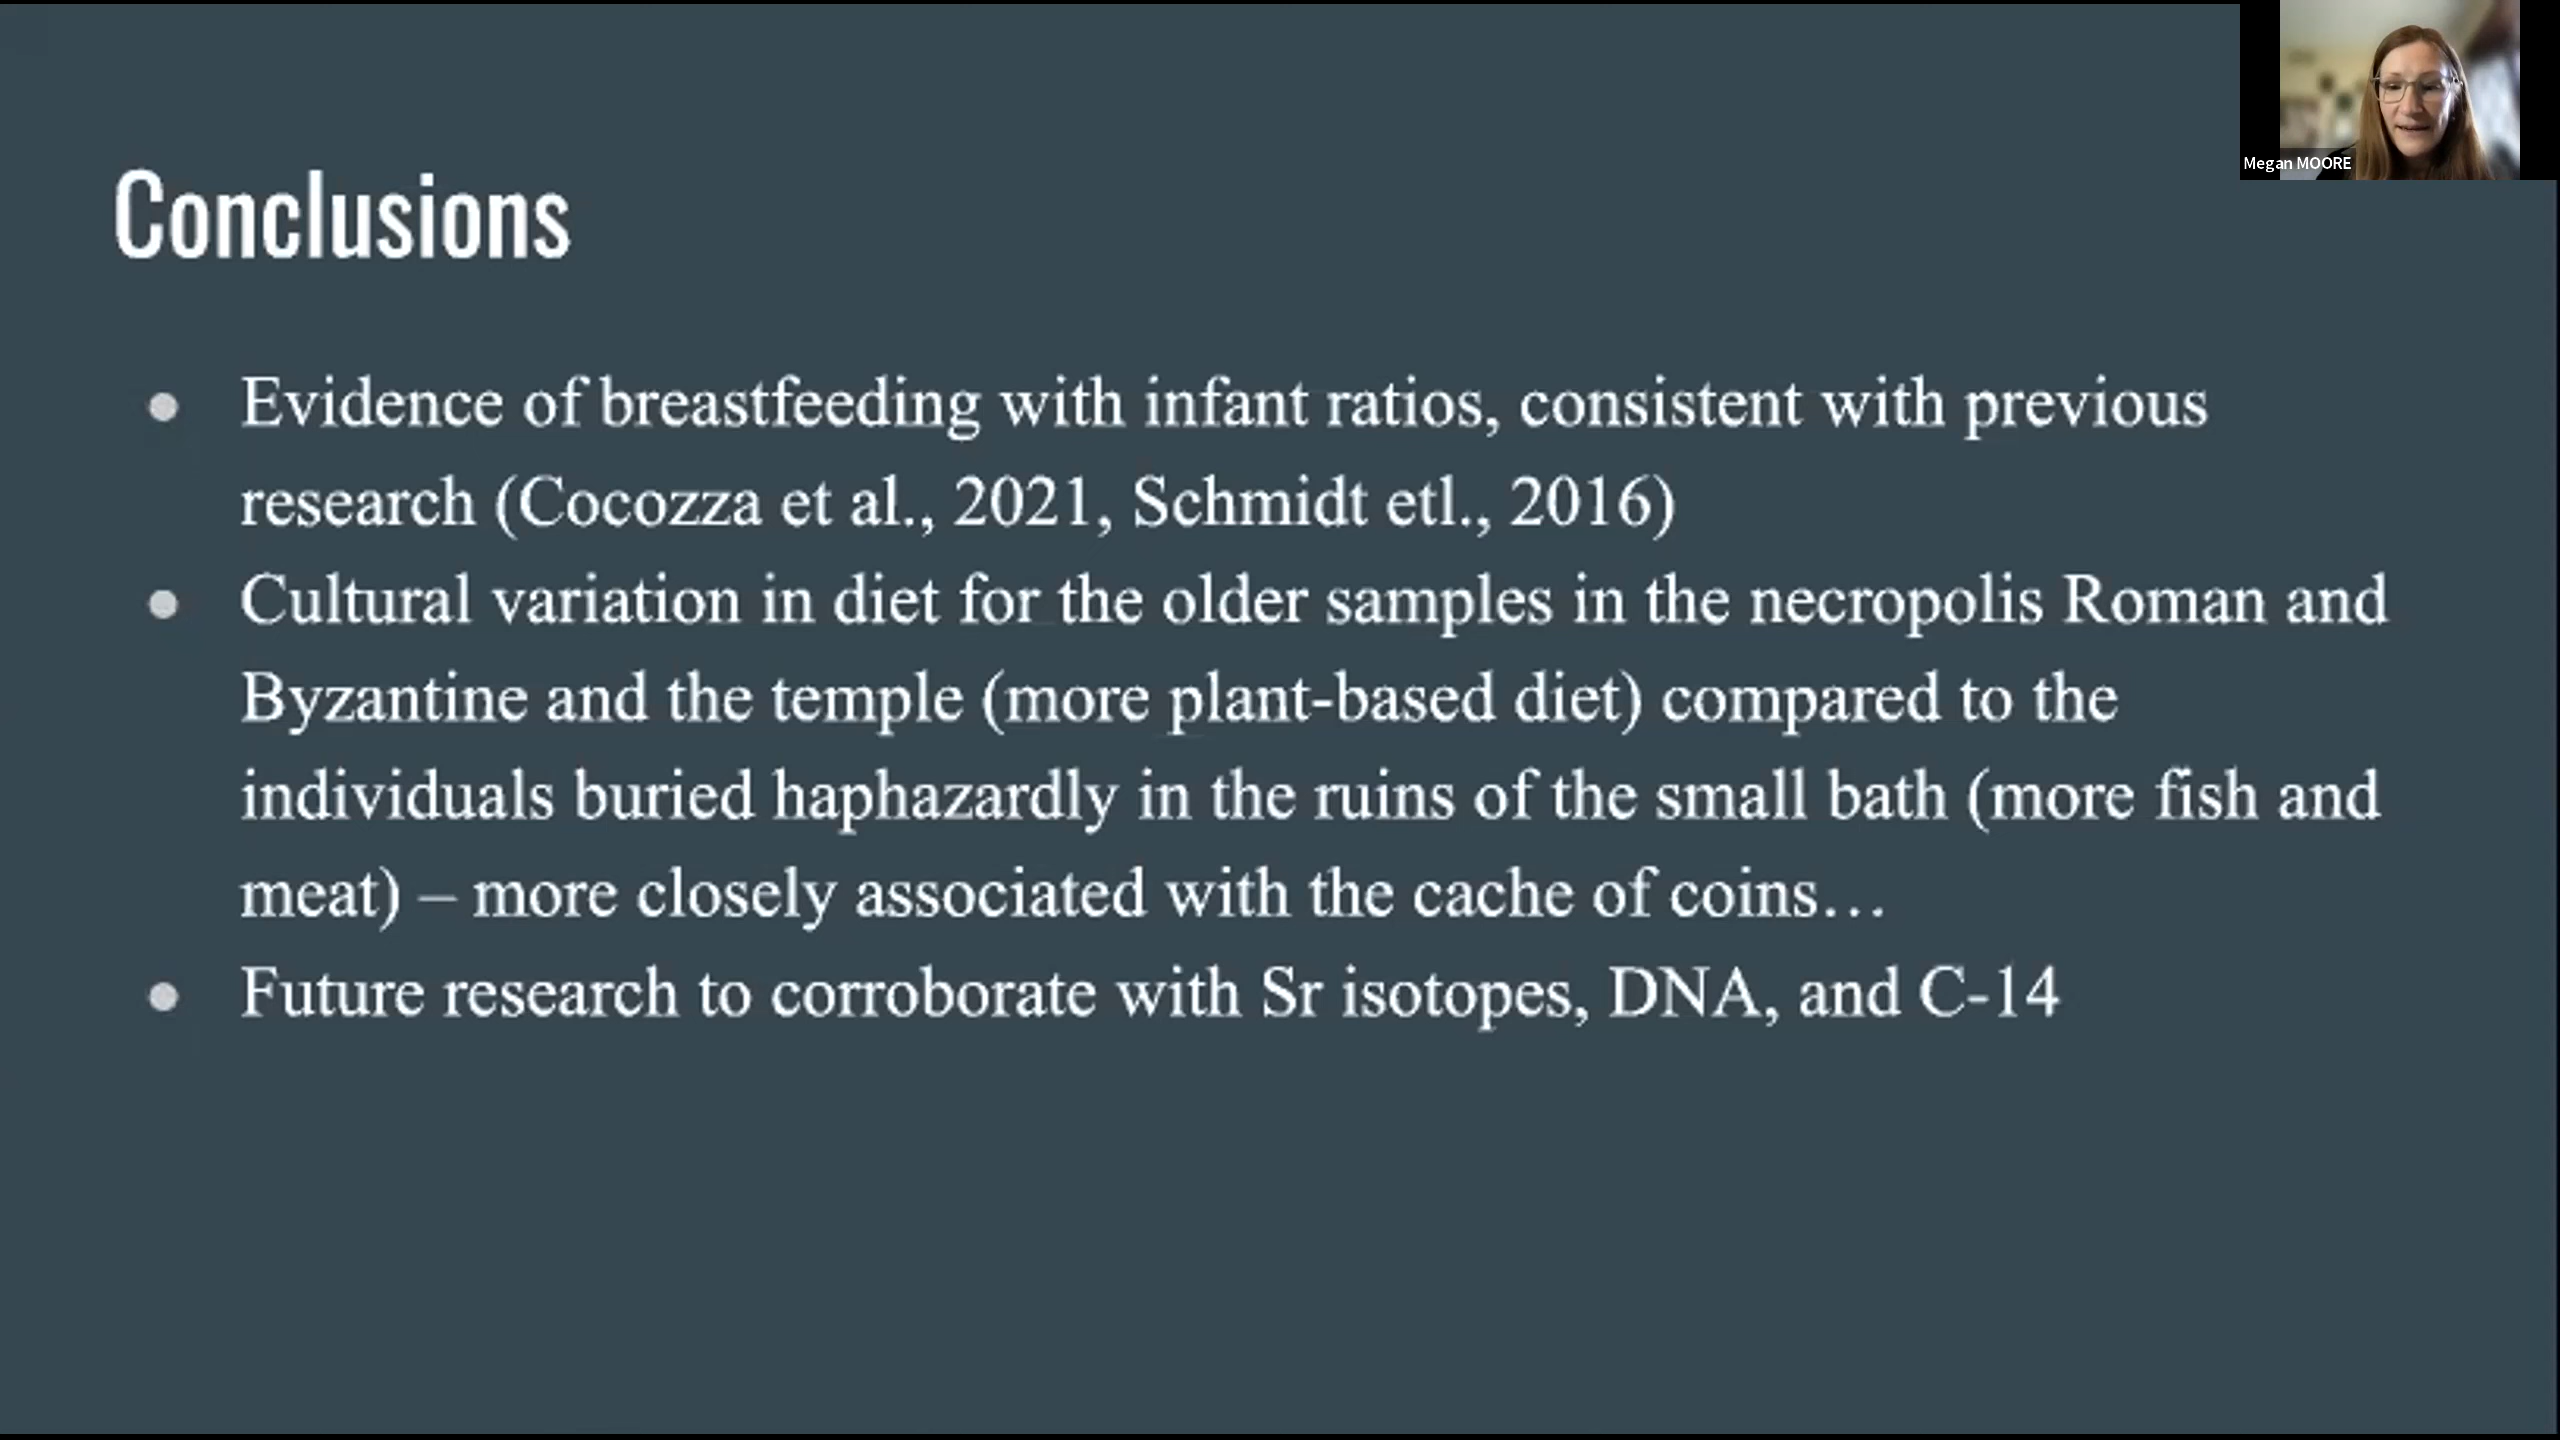 Megan MOORE
Conclusions
● Evidence of breastfeeding with infant ratios, consistent with previous
research (Cocozza et al., 2021, Schmidt etl., 2016)
● Cultural variation in diet for the older samples in the necropolis Roman and
Byzantine and the temple (more plant-based diet) compared to the
individuals buried haphazardly in the ruins of the small bath (more fish and
meat) – more closely associated with the cache of coins…
● Future research to corroborate with Sr isotopes, DNA, and C-14